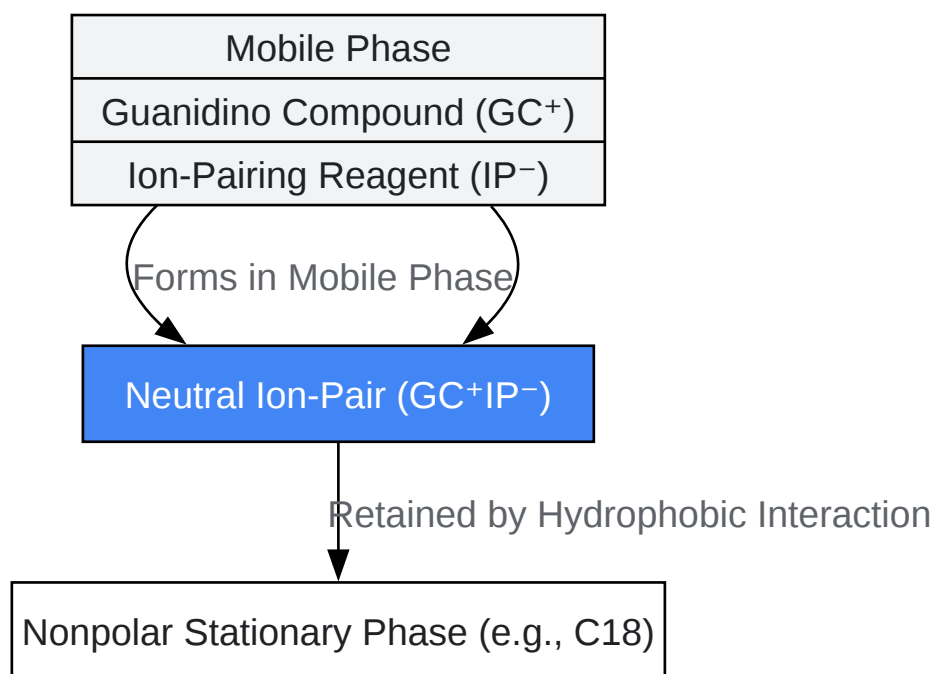 Mobile Phase
Guanidino Compound (GC⁺)
Ion-Pairing Reagent (IP⁻)
Forms in Mobile Phase
Neutral Ion-Pair (GC⁺IP⁻)
Retained by Hydrophobic Interaction
Nonpolar Stationary Phase (e.g., C18)